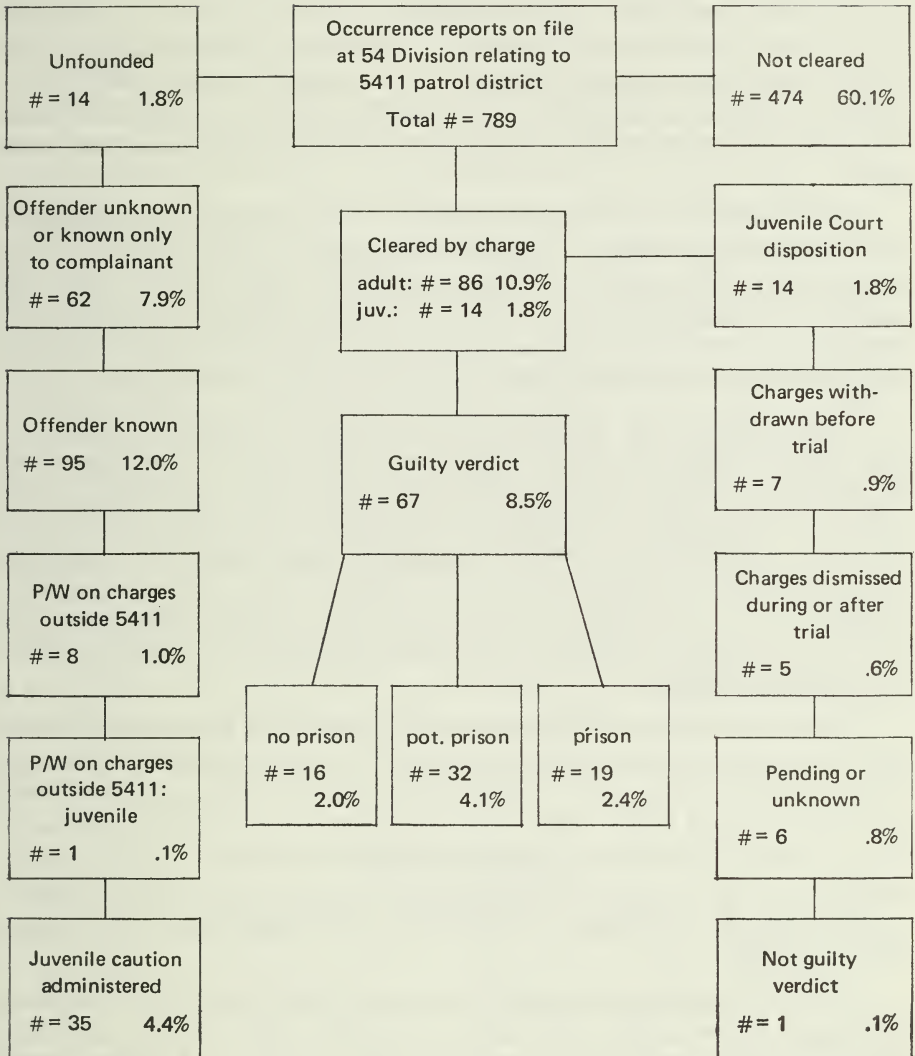 Unfounded
# = 14 1.8%
Occurrence reports on file
at 54 Division relating to
5411 patrol district
Total # = 789
Not cleared
# = 474 60.1%
Offender unknown
or known only
to complainant
# = 62 7.9%
Cleared by charge
adult: # = 86 10.9%
juv.: # = 14 1.8%
Juvenile Court
disposition
# = 14 1.8%
Offender known
# = 95 12.0%
Guilty verdict
# = 67 8.5%
Charges with-
drawn before
trial
# = 7 .9%
P/W on charges
outside 5411
# = 8 1.0%
Charges dismissed
during or after
trial
# = 5 .6%
P/W on charges
outside 5411:
juvenile
# = 1 .1%
no prison
# = 16
2.0%
pot. prison
# = 32
4.1%
prison
# = 19
2.4%
Pending or
unknown
# = 6 .8%
Juvenile caution
administered
# = 35 4.4%
Not guilty
verdict
# = 1 .1%